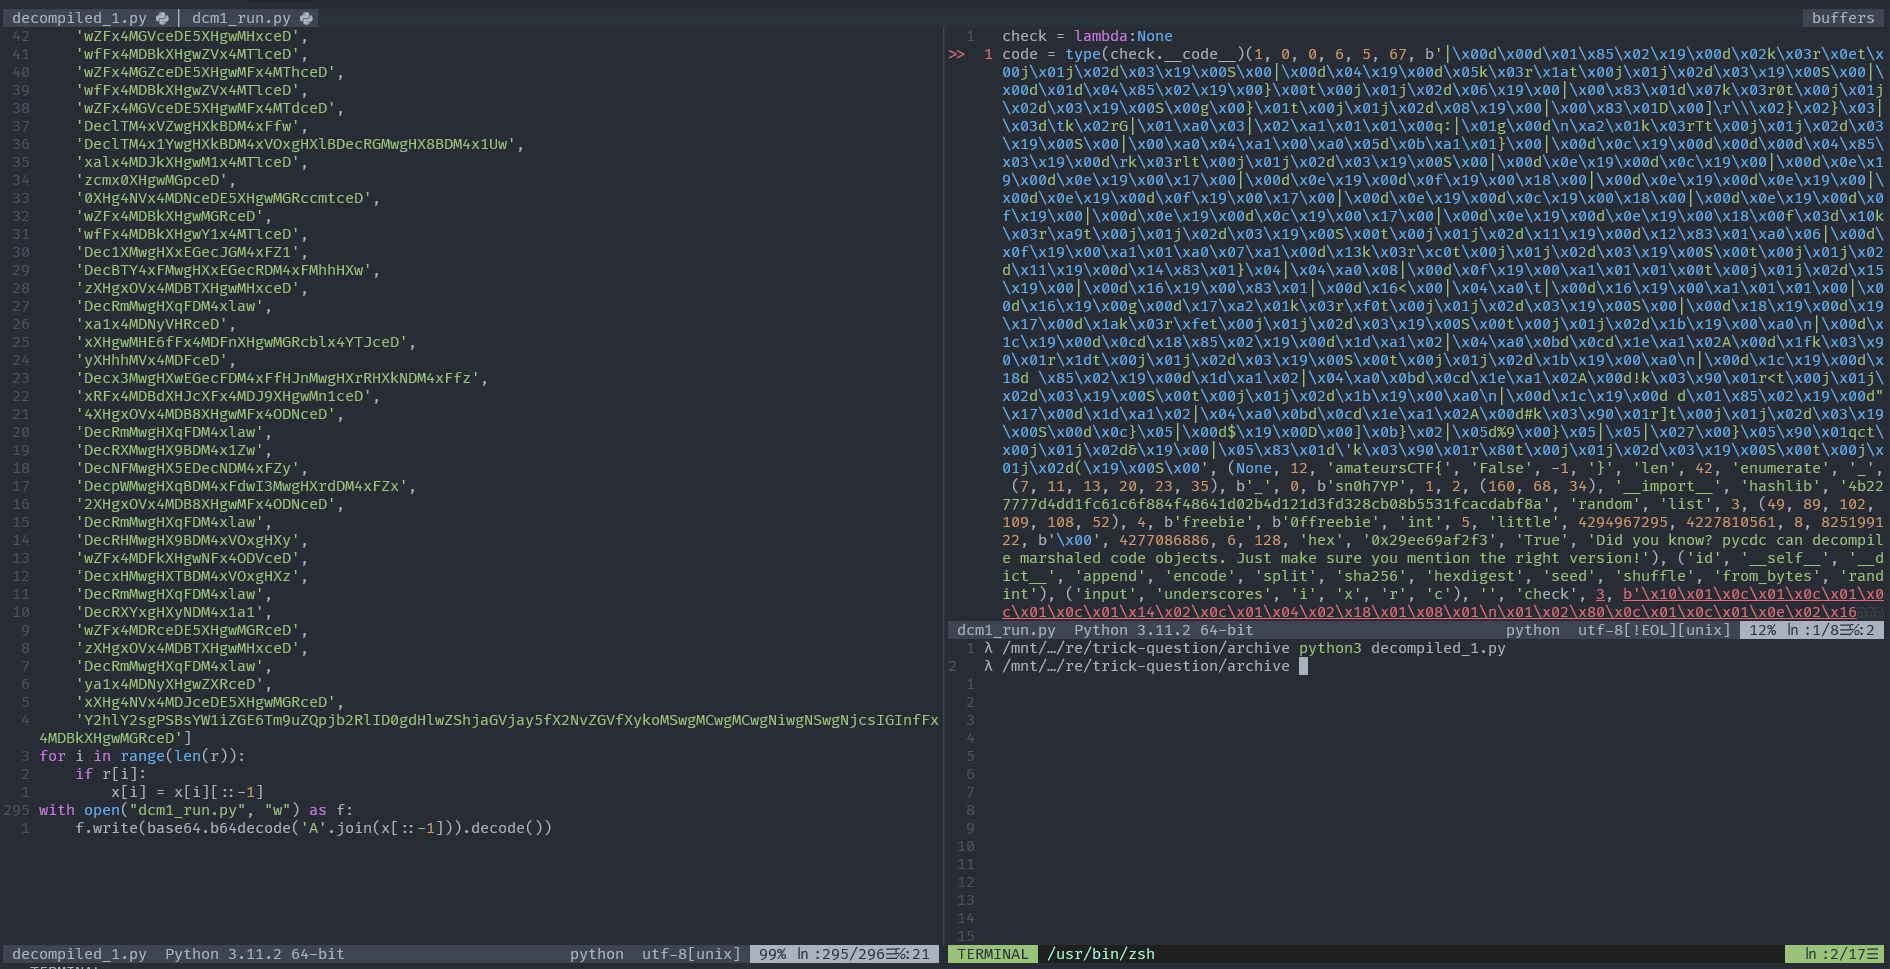 decompiled_1.py | dcm1_run.py
buffers
42 'wZFx4MGVceDE5XHgwMHxceD',
41 'wfFx4MDBkXHgwZVx4MTlceD',
40 'wZFx4MGZceDE5XHgwMFx4MThceD',
39 'wfFx4MDBkXHgwZVx4MTlceD',
38 'wZFx4MGVceDE5XHgwMFx4MTdceD',
37 'DeclTM4xVZwgHXkBDM4xFfw',
36 'DeclTM4x1YwgHXkBDM4xVOxgHXlBDecRGMwgHX8BDM4x1Uw',
35 'xalx4MDJkXHgwM1x4MTlceD',
34 'zcmx0XHgwMGpceD',
33 '0XHg4NVx4MDNceDE5XHgwMGRccmtceD',
32 'wZFx4MDBkXHgwMGRceD',
31 'wfFx4MDBkXHgwY1x4MTlceD',
30 'Dec1XMwgHXxEGecJGM4xFZ1',
29 'DecBTY4xFMwgHXxEGecRDM4xFMhhHXw',
28 'zXHgxOVx4MDBTXHgwMHxceD',
27 'DecRmMwgHXqFDM4xlaw',
26 'xa1x4MDNyVHRceD',
25 'xXHgwMHE6fFx4MDFnXHgwMGRcblx4YTJceD',
24 'yXHhhMVx4MDFceD',
23 'Decx3MwgHXwEGecFDM4xFfHJnMwgHXrRHXkNDM4xFfz',
22 'xRFx4MDBdXHJcXFx4MDJ9XHgwMn1ceD',
21 '4XHgxOVx4MDB8XHgwMFx4ODNceD',
20 'DecRmMwgHXqFDM4xlaw',
19 'DecRXMwgHX9BDM4x1Zw',
18 'DecNFMwgHX5EDecNDM4xFZy',
17 'DecpWMwgHXqBDM4xFdwI3MwgHXrdDM4xFZx',
16 '2XHgxOVx4MDB8XHgwMFx4ODNceD',
15 'DecRmMwgHXqFDM4xlaw',
14 'DecRHMwgHX9BDM4xVOxgHXy',
13 'wZFx4MDFkXHgwNFx4ODVceD',
12 'DecxHMwgHXTBDM4xVOxgHXz',
11 'DecRmMwgHXqFDM4xlaw',
10 'DecRXYxgHXyNDM4x1a1',
9 'wZFx4MDRceDE5XHgwMGRceD',
8 'zXHgxOVx4MDBTXHgwMHxceD',
7 'DecRmMwgHXqFDM4xlaw',
6 'ya1x4MDNyXHgwZXRceD',
5 'xXHg4NVx4MDJceDE5XHgwMGRceD',
4 'Y2hlY2sgPSBsYW1iZGE6Tm9uZQpjb2RlID0gdHlwZShjaGVjay5fX2NvZGVfXykoMSwgMCwgMCwgNiwgNSwgNjcsIGInfFx
4MDBkXHgwMGRceD']
3 for i in range(len(r)):
2 if r[i]:
1 x[i] = x[i][::-1]
295 with open("dcm1_run.py", "w") as f:
1 f.write(base64.b64decode('A'.join(x[::-1])).decode())
decompiled_1.py Python 3.11.2 64-bit python utf-8[unix] 99% ln :295/296☰℅:21
1 check = lambda:None
>> 1 code = type(check.__code__)(1, 0, 0, 6, 5, 67, b'|\x00d\x00d\x01\x85\x02\x19\x00d\x02k\x03r\x0et\x
00j\x01j\x02d\x03\x19\x00S\x00|\x00d\x04\x19\x00d\x05k\x03r\x1at\x00j\x01j\x02d\x03\x19\x00S\x00|\
x00d\x01d\x04\x85\x02\x19\x00}\x00t\x00j\x01j\x02d\x06\x19\x00|\x00\x83\x01d\x07k\x03r0t\x00j\x01j
\x02d\x03\x19\x00S\x00g\x00}\x01t\x00j\x01j\x02d\x08\x19\x00|\x00\x83\x01D\x00]\r\\\x02}\x02}\x03|
\x03d\tk\x02rG|\x01\xa0\x03|\x02\xa1\x01\x01\x00q:|\x01g\x00d\n\xa2\x01k\x03rTt\x00j\x01j\x02d\x03
\x19\x00S\x00|\x00\xa0\x04\xa1\x00\xa0\x05d\x0b\xa1\x01}\x00|\x00d\x0c\x19\x00d\x00d\x04\x85\
x03\x19\x00d\rk\x03rlt\x00j\x01j\x02d\x03\x19\x00S\x00|\x00d\x0e\x19\x00d\x0c\x19\x00|\x00d\x0e\x1
9\x00d\x0e\x19\x00\x17\x00|\x00d\x0e\x19\x00d\x0f\x19\x00\x18\x00|\x00d\x0e\x19\x00d\x0e\x19\x00|\
x00d\x0e\x19\x00d\x0f\x19\x00\x17\x00|\x00d\x0e\x19\x00d\x0c\x19\x00\x18\x00|\x00d\x0e\x19\x00d\x0
f\x19\x00|\x00d\x0e\x19\x00d\x0c\x19\x00\x17\x00|\x00d\x0e\x19\x00d\x0e\x19\x00\x18\x00f\x03d\x10k
\x03r\xa9t\x00j\x01j\x02d\x03\x19\x00S\x00t\x00j\x01j\x02d\x11\x19\x00d\x12\x83\x01\xa0\x06|\x00d\
x0f\x19\x00\xa1\x01\xa0\x07\xa1\x00d\x13k\x03r\xc0t\x00j\x01j\x02d\x03\x19\x00S\x00t\x00j\x01j\x02
d\x11\x19\x00d\x14\x83\x01}\x04|\x04\xa0\x08|\x00d\x0f\x19\x00\xa1\x01\x01\x00t\x00j\x01j\x02d\x15
\x19\x00|\x00d\x16\x19\x00\x83\x01|\x00d\x16<\x00|\x04\xa0\t|\x00d\x16\x19\x00\xa1\x01\x01\x00|\x0
0d\x16\x19\x00g\x00d\x17\xa2\x01k\x03r\xf0t\x00j\x01j\x02d\x03\x19\x00S\x00|\x00d\x18\x19\x00d\x19
\x17\x00d\x1ak\x03r\xfet\x00j\x01j\x02d\x03\x19\x00S\x00t\x00j\x01j\x02d\x1b\x19\x00\xa0\n|\x00d\x
1c\x19\x00d\x0cd\x18\x85\x02\x19\x00d\x1d\xa1\x02|\x04\xa0\x0bd\x0cd\x1e\xa1\x02A\x00d\x1fk\x03\x9
0\x01r\x1dt\x00j\x01j\x02d\x03\x19\x00S\x00t\x00j\x01j\x02d\x1b\x19\x00\xa0\n|\x00d\x1c\x19\x00d\x
18d \x85\x02\x19\x00d\x1d\xa1\x02|\x04\xa0\x0bd\x0cd\x1e\xa1\x02A\x00d!k\x03\x90\x01r<t\x00j\x01j\
x02d\x03\x19\x00S\x00t\x00j\x01j\x02d\x1b\x19\x00\xa0\n|\x00d\x1c\x19\x00d d\x01\x85\x02\x19\x00d"
\x17\x00d\x1d\xa1\x02|\x04\xa0\x0bd\x0cd\x1e\xa1\x02A\x00d#k\x03\x90\x01r]t\x00j\x01j\x02d\x03\x19
\x00S\x00d\x0c}\x05|\x00d$\x19\x00D\x00]\x0b}\x02|\x05d%9\x00}\x05|\x05|\x027\x00}\x05\x90\x01qct\
x00j\x01j\x02d&\x19\x00|\x05\x83\x01d\'k\x03\x90\x01r\x80t\x00j\x01j\x02d\x03\x19\x00S\x00t\x00j\x
01j\x02d(\x19\x00S\x00', (None, 12, 'amateursCTF{', 'False', -1, '}', 'len', 42, 'enumerate', '_',
(7, 11, 13, 20, 23, 35), b'_', 0, b'sn0h7YP', 1, 2, (160, 68, 34), '__import__', 'hashlib', '4b22
7777d4dd1fc61c6f884f48641d02b4d121d3fd328cb08b5531fcacdabf8a', 'random', 'list', 3, (49, 89, 102,
109, 108, 52), 4, b'freebie', b'0ffreebie', 'int', 5, 'little', 4294967295, 4227810561, 8, 8251991
22, b'\x00', 4277086886, 6, 128, 'hex', '0x29ee69af2f3', 'True', 'Did you know? pycdc can decompil
e marshaled code objects. Just make sure you mention the right version!'), ('id', '__self__', '__d
ict__', 'append', 'encode', 'split', 'sha256', 'hexdigest', 'seed', 'shuffle', 'from_bytes', 'rand
int'), ('input', 'underscores', 'i', 'x', 'r', 'c'), '', 'check', 3, b'\x10\x01\x0c\x01\x0c\x01\x0
c\x01\x0c\x01\x14\x02\x0c\x01\x04\x02\x18\x01\x08\x01\n\x01\x02\x80\x0c\x01\x0c\x01\x0e\x02\x16@@@
dcm1_run.py Python 3.11.2 64-bit python utf-8[!EOL][unix] 12% ln :1/8☰℅:2
1 λ /mnt/…/re/trick-question/archive python3 decompiled_1.py
2 λ /mnt/…/re/trick-question/archive
1
2
3
4
5
6
7
8
9
10
11
12
13
14
15
TERMINAL /usr/bin/zsh ln :2/17☰